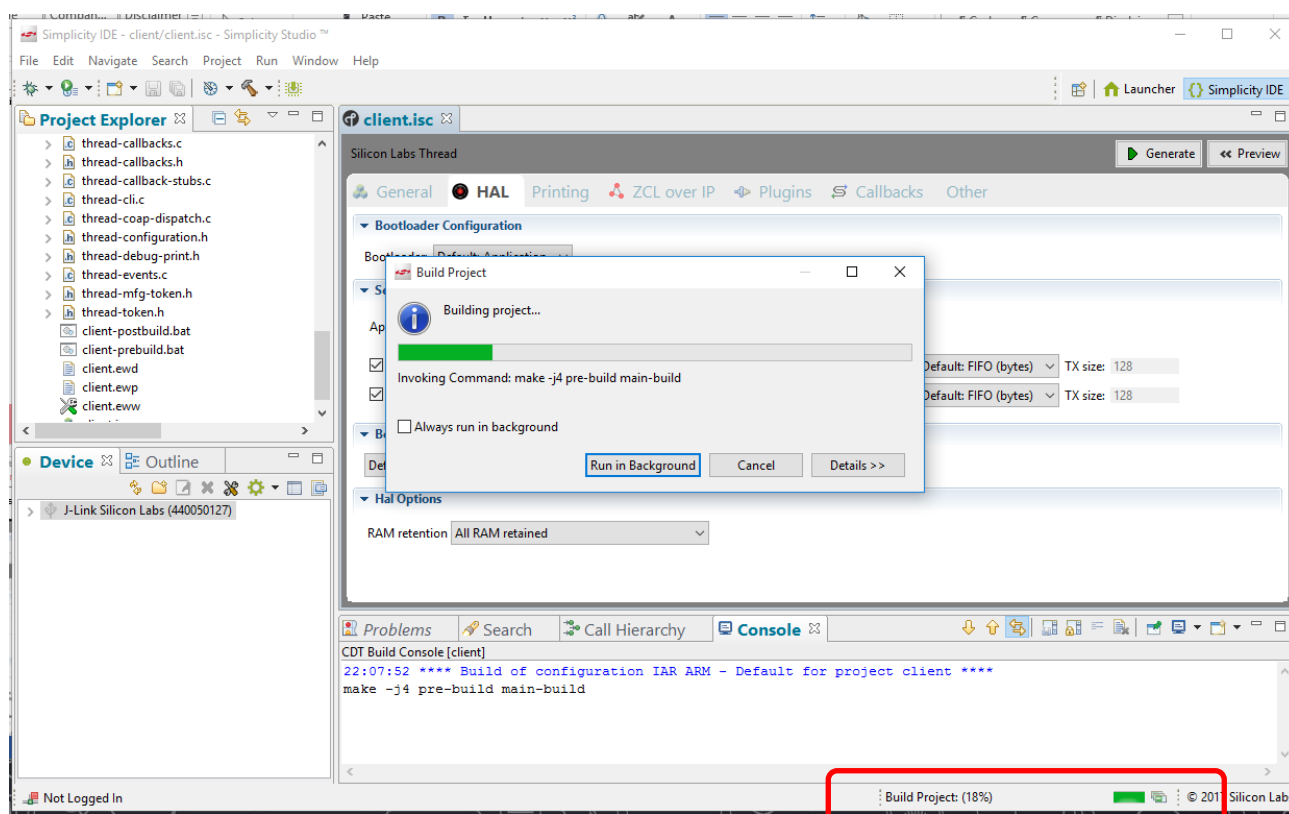 Compan... Disclaimer
Paste
Simplicity IDE - client/client.isc - Simplicity Studio ™
File Edit Navigate Search Project Run Window Help
Launcher {} Simplicity IDE
Project Explorer
client.isc
thread-callbacks.c
thread-callbacks.h
thread-callback-stubs.c
thread-cli.c
thread-coap-dispatch.c
thread-configuration.h
thread-debug-print.h
thread-events.c
thread-mfg-token.h
thread-token.h
client-postbuild.bat
client-prebuild.bat
client.ewd
client.ewp
client.eww
Silicon Labs Thread
Generate Preview
General HAL Printing ZCL over IP Plugins Callbacks Other
Bootloader Configuration
Build Project
Building project...
Default: FIFO (bytes) TX size: 128
Invoking Command: make -j4 pre-build main-build
Default: FIFO (bytes) TX size: 128
Always run in background
Run in Background Cancel Details >>
Hal Options
RAM retention All RAM retained
Device Outline
J-Link Silicon Labs (440050127)
Problems Search Call Hierarchy Console
CDT Build Console [client]
22:07:52 **** Build of configuration IAR ARM - Default for project client ****
make -j4 pre-build main-build
Not Logged In
Build Project: (18%)
© 2017 Silicon Lab